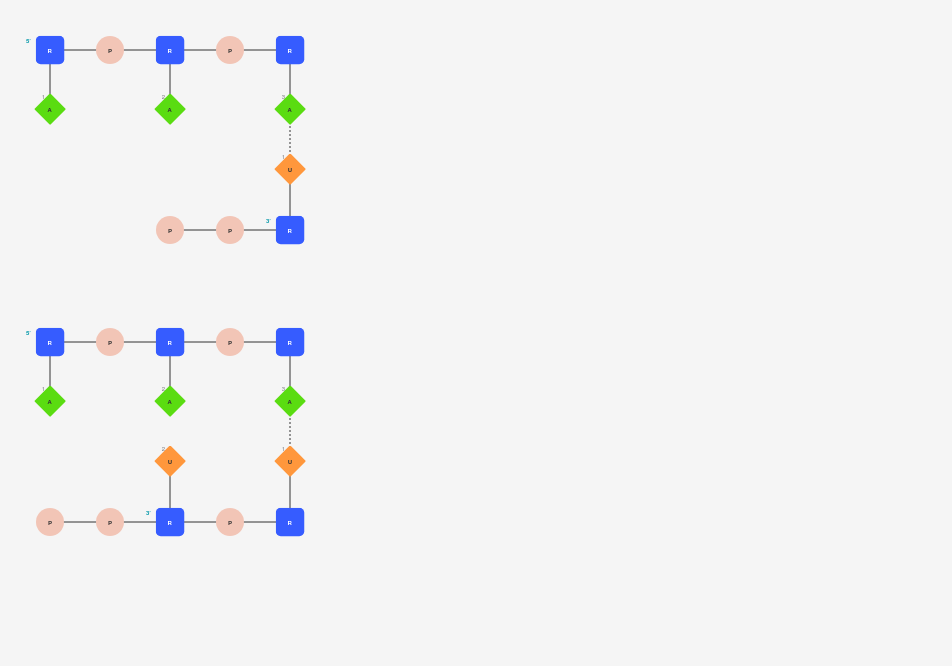 5'
R P R P R
1 2 3
A A A
1
U
3'
P P R
5'
R P R P R
1 2 3
A A A
2 1
U U
3'
P P R P R